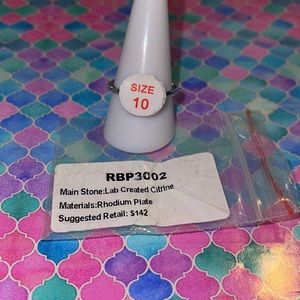 SIZE
10
RBP3002
Main Stone:Lab Created Citrine
Materials:Rhodium Plate
Suggested Retail: $142